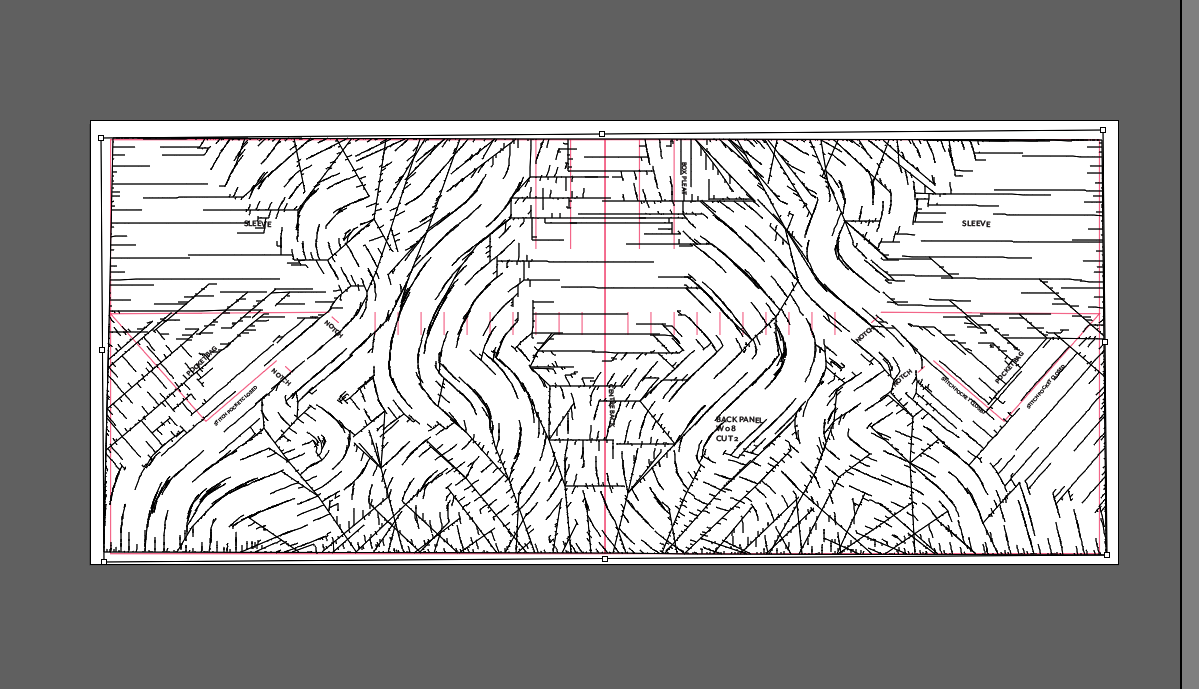 BOX PLEAT
SLEEVE
SLEEVE
NOTCH
NOTCH
POCKET BAG
POCKET BAG
NOTCH
NOTCH
STITCH POCKET CLOSED
STITCH POCKET CLOSED
STITCH POCKET CLOSED
CENTRE BACK
BACK PANEL
W08
CUT 2